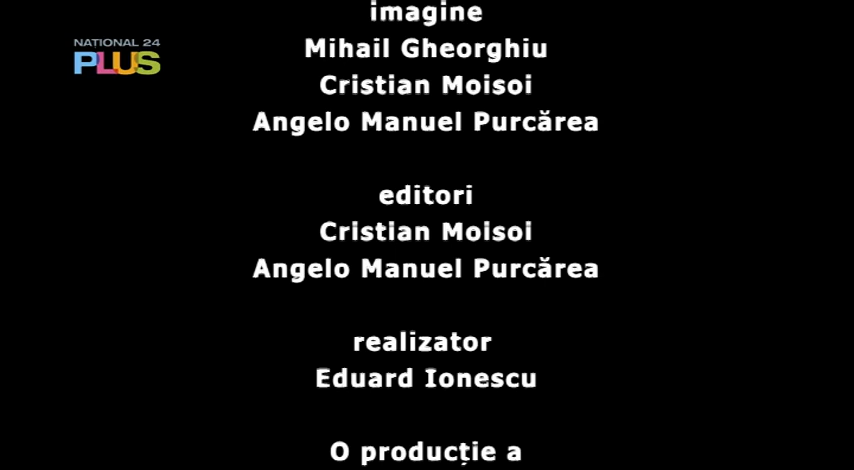 NATIONAL 24
PLUS
imagine
Mihail Gheorghiu
Cristian Moisoi
Angelo Manuel Purcărea
editori
Cristian Moisoi
Angelo Manuel Purcărea
realizator
Eduard Ionescu
O producție a